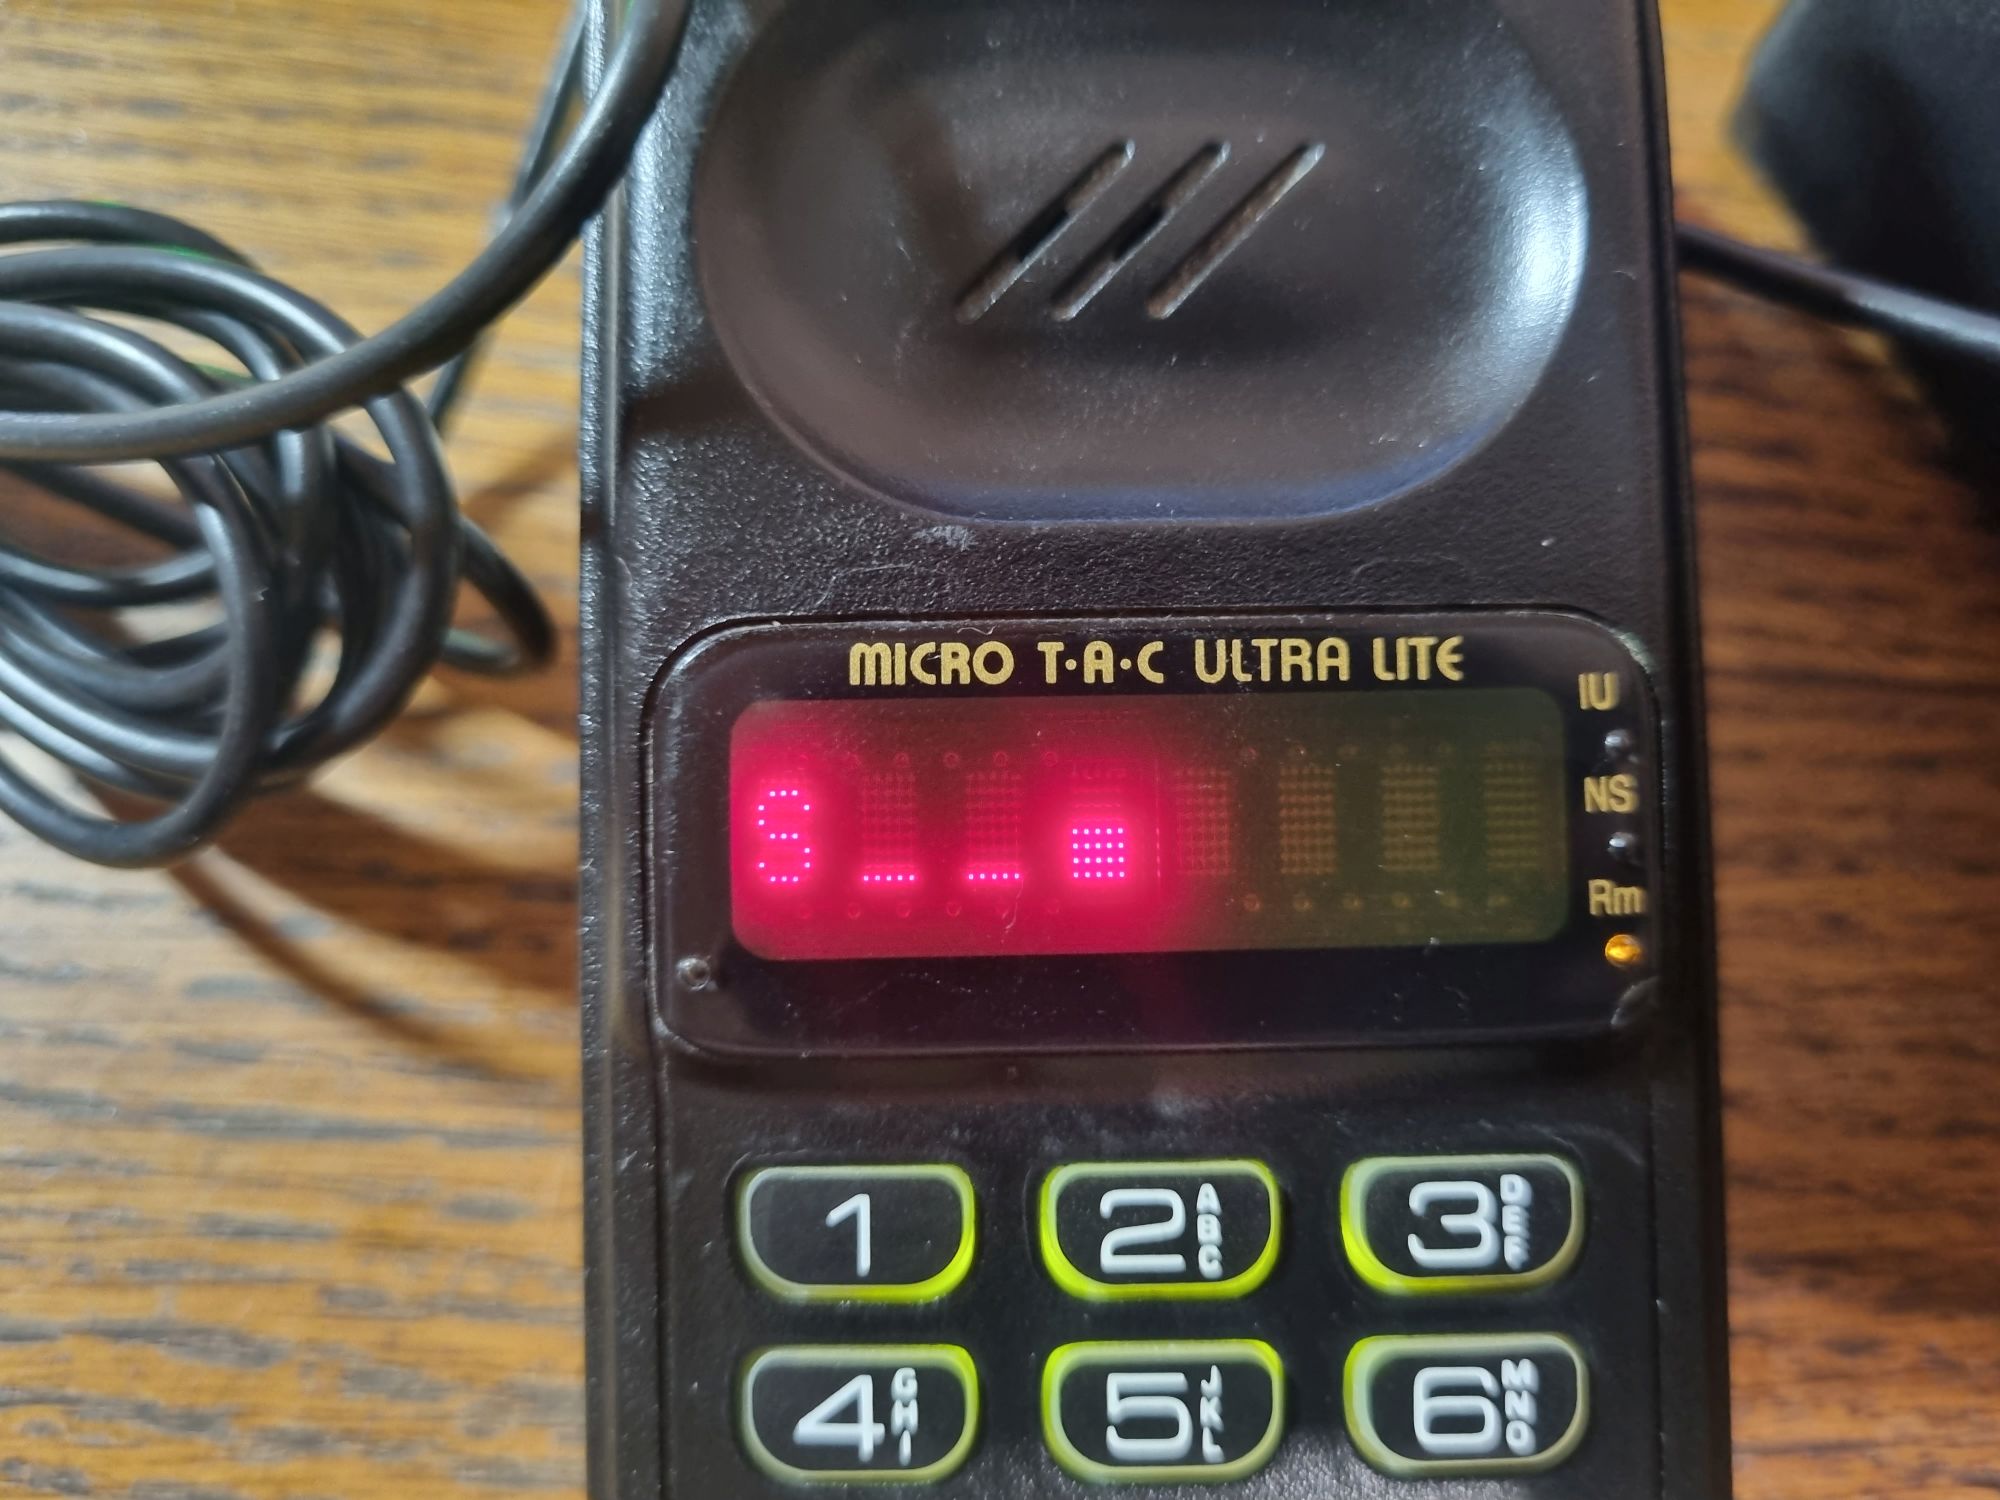 MICRO T·A·C ULTRA LITE
IU
NS
Rm
S _ _
1
2 ABC
3 DEF
4 GHI
5 JKL
6 MNO